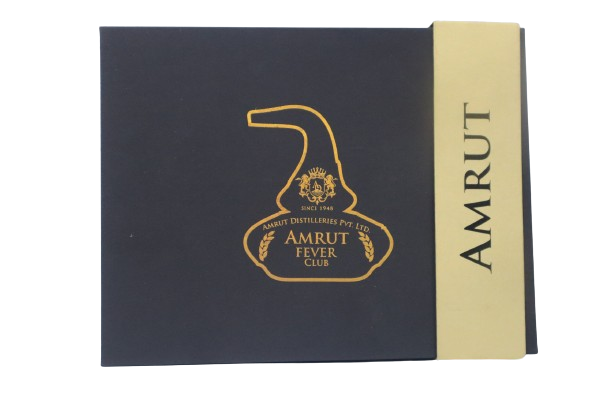 SINCE 1948
AMRUT DISTILLERIES PVT. LTD.
AMRUT
FEVER
CLUB
AMRUT